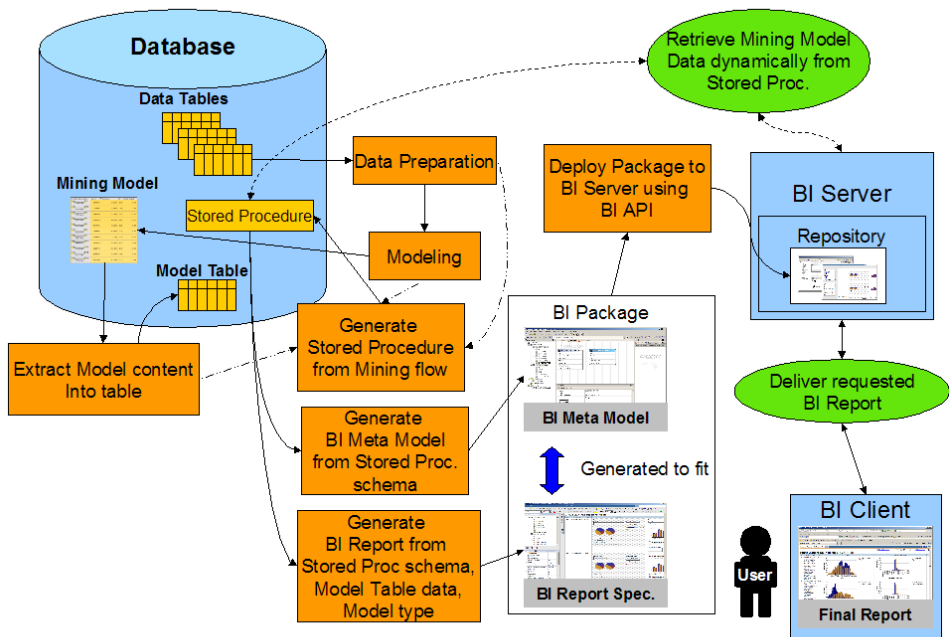 Database
Data Tables
Mining Model
Stored Procedure
Model Table
Data Preparation
Modeling
Extract Model content
Into table
Generate
Stored Procedure
from Mining flow
Generate
BI Meta Model
from Stored Proc.
schema
Generate
BI Report from
Stored Proc schema,
Model Table data,
Model type
Deploy Package to
BI Server using
BI API
BI Package
BI Meta Model
Generated to fit
BI Report Spec.
Retrieve Mining Model
Data dynamically from
Stored Proc.
BI Server
Repository
Deliver requested
BI Report
BI Client
Final Report
User